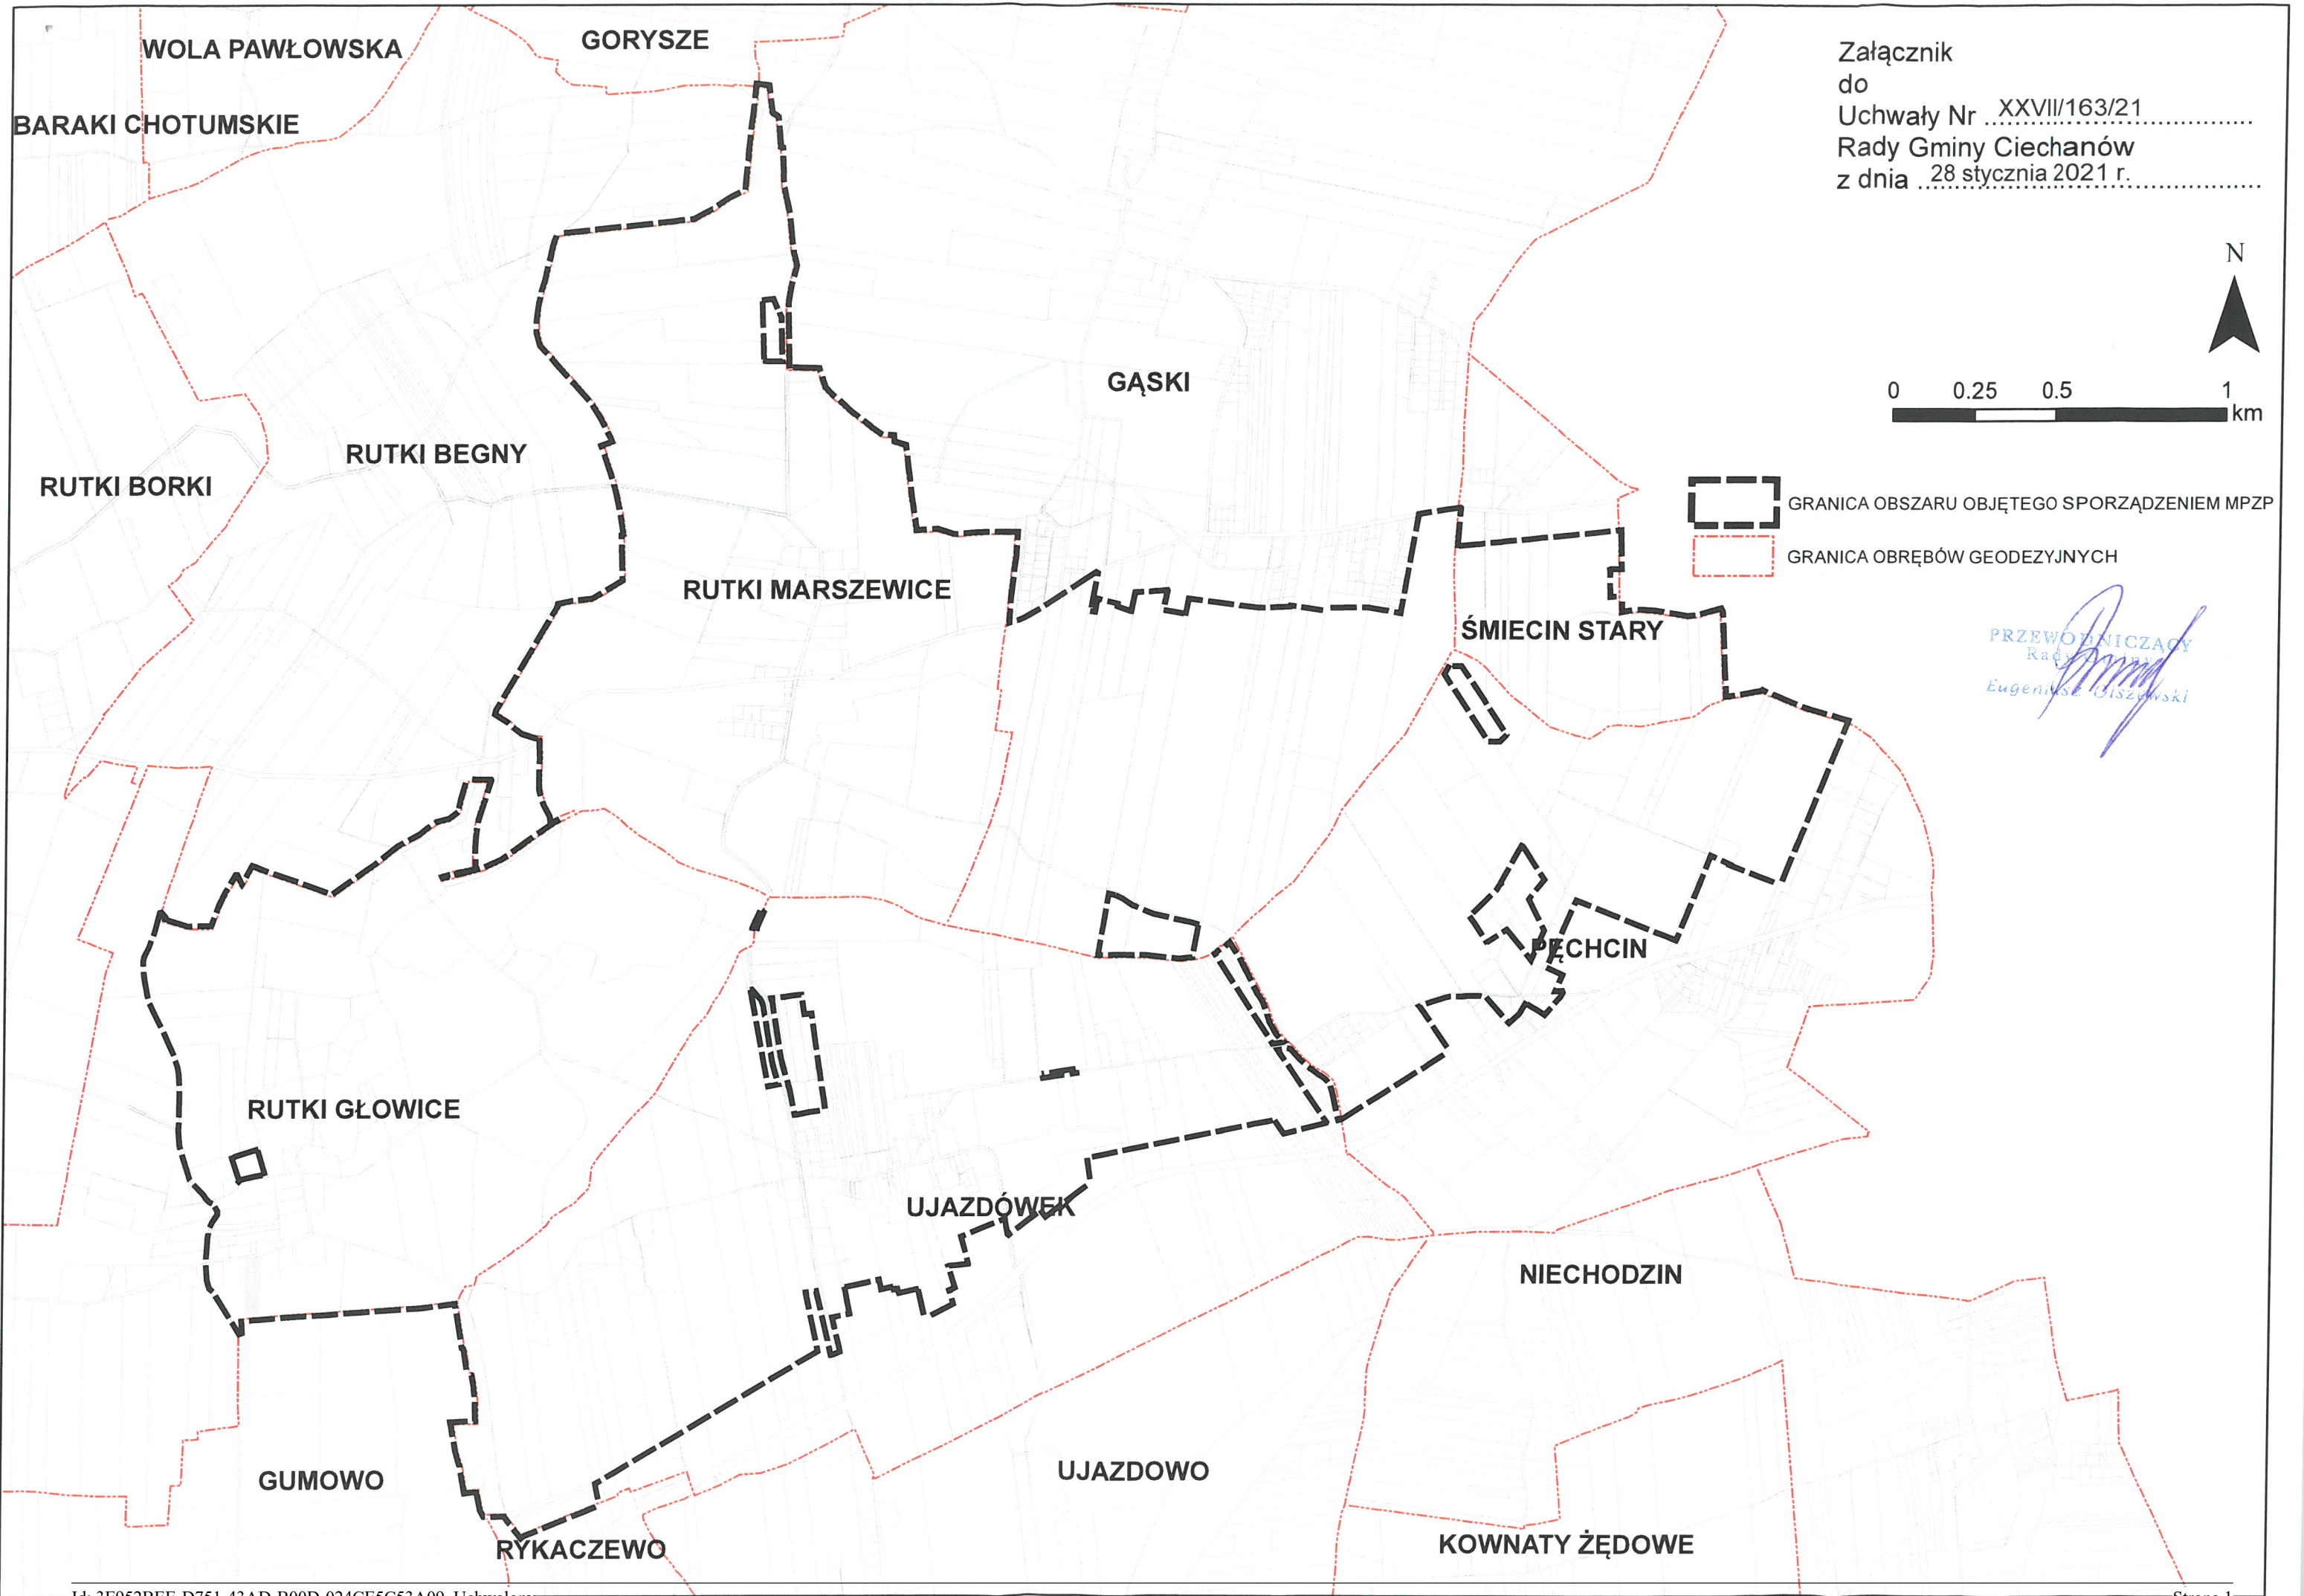 WOLA PAWŁOWSKA
GORYSZE
BARAKI CHOTUMSKIE
Załącznik
do
Uchwały Nr XXVII/163/21
Rady Gminy Ciechanów
z dnia 28 stycznia 2021 r.
N
0 0.25 0.5 1
km
GRANICA OBSZARU OBJĘTEGO SPORZĄDZENIEM MPZP
GRANICA OBRĘBÓW GEODEZYJNYCH
PRZEWODNICZĄCY
Rady
Eugeniusz Olszewski
GĄSKI
RUTKI BEGNY
RUTKI BORKI
RUTKI MARSZEWICE
ŚMIECIN STARY
PĘCHCIN
RUTKI GŁOWICE
UJAZDÓWEK
NIECHODZIN
GUMOWO
UJAZDOWO
RYKACZEWO
KOWNATY ŻĘDOWE